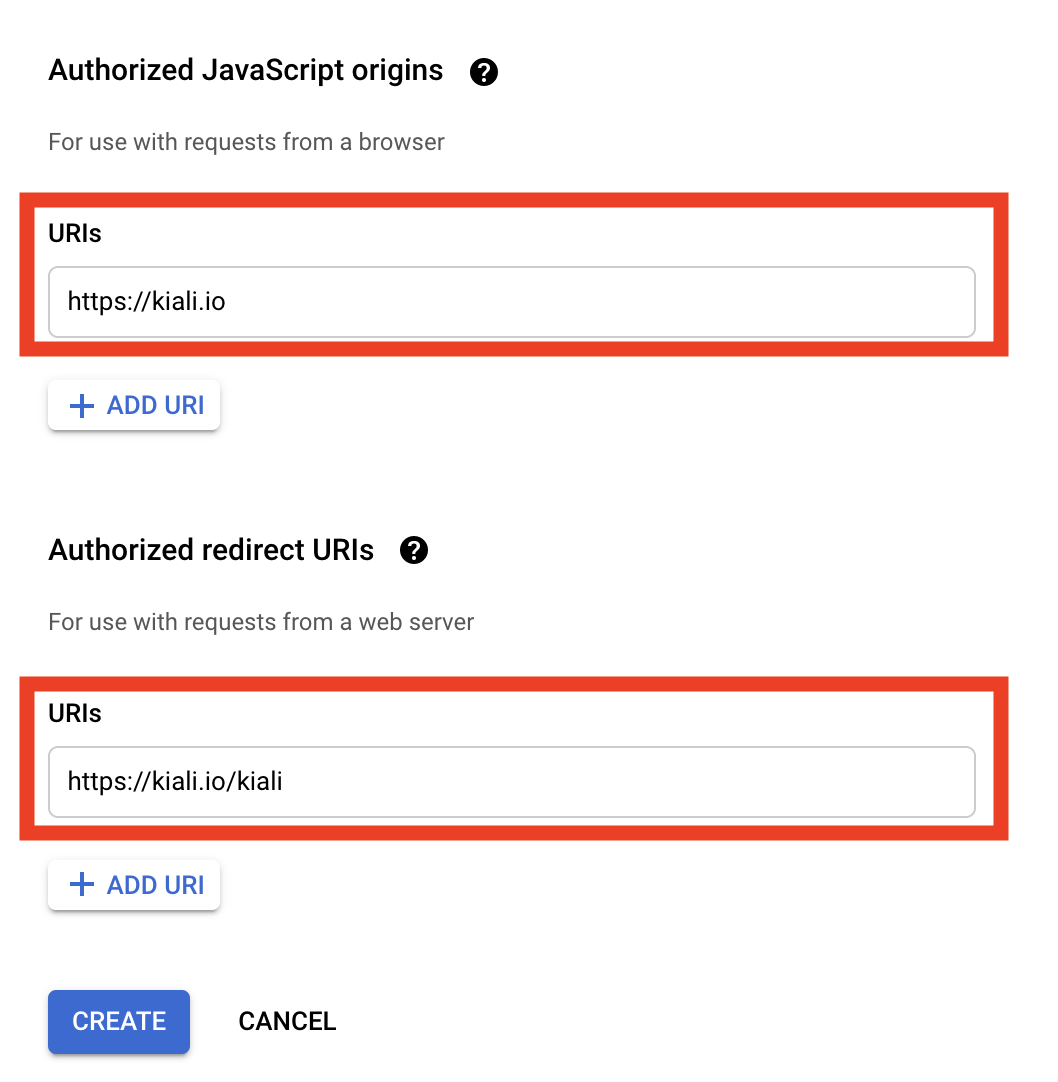 Authorized JavaScript origins
For use with requests from a browser
URIs
https://kiali.io
ADD URI
Authorized redirect URIs
For use with requests from a web server
URIs
https://kiali.io/kiali
ADD URI
CREATE CANCEL